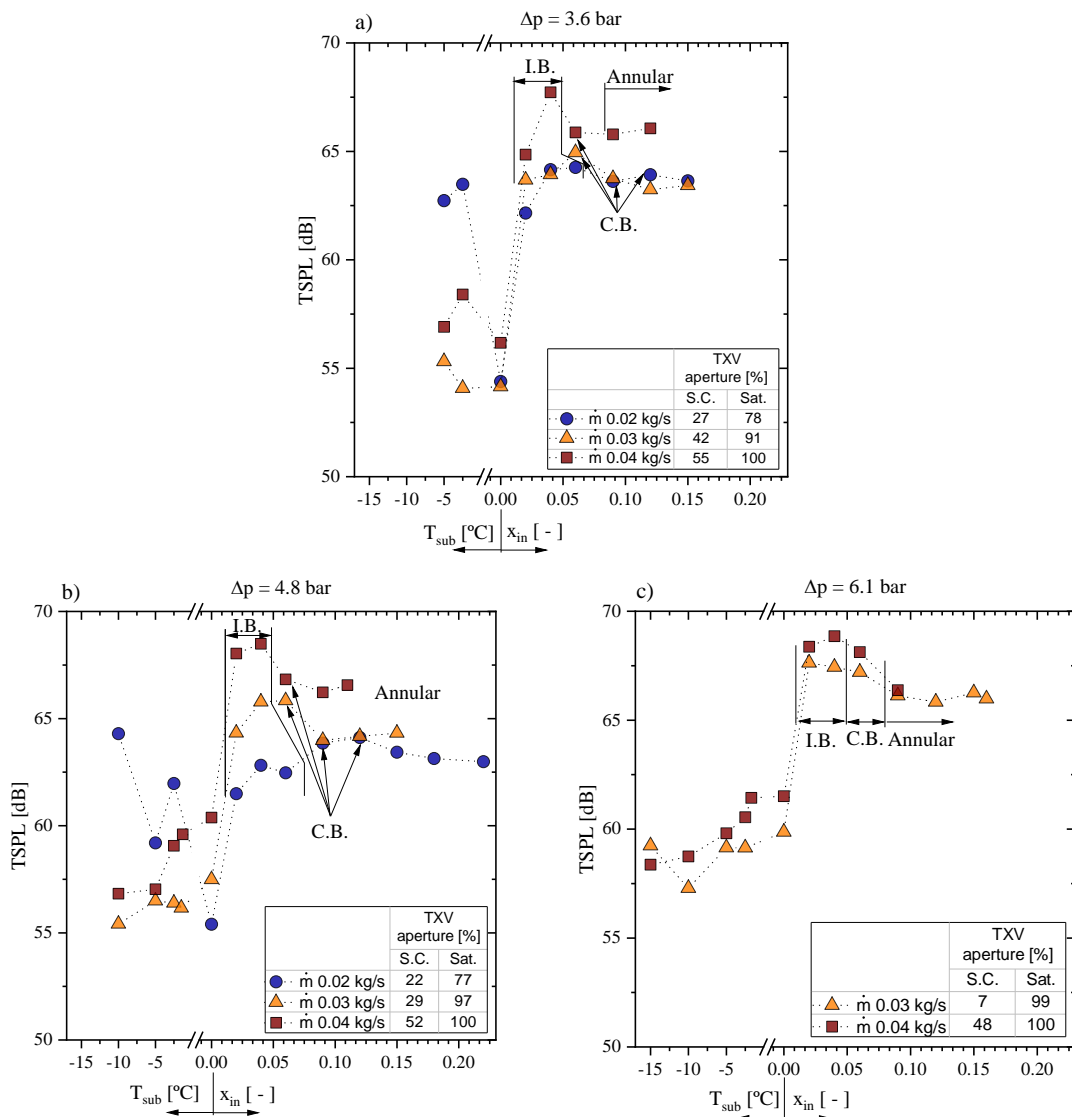 a)
Δp = 3.6 bar
70
65
60
55
50
TSPL [dB]
I.B.
Annular
C.B.
TXV
aperture [%]
S.C. Sat.
ṁ 0.02 kg/s 27 78
ṁ 0.03 kg/s 42 91
ṁ 0.04 kg/s 55 100
-15 -10 -5 0.00 0.05 0.10 0.15 0.20
T_sub [ºC] x_in [ - ]
b)
Δp = 4.8 bar
70
65
60
55
50
TSPL [dB]
I.B.
Annular
C.B.
TXV
aperture [%]
S.C. Sat.
ṁ 0.02 kg/s 22 77
ṁ 0.03 kg/s 29 97
ṁ 0.04 kg/s 52 100
-10 -5 0.00 0.05 0.10 0.15 0.20
T_sub [ºC] x_in [ - ]
c)
Δp = 6.1 bar
70
65
60
55
50
TSPL [dB]
I.B. C.B. Annular
TXV
aperture [%]
S.C. Sat.
ṁ 0.03 kg/s 7 99
ṁ 0.04 kg/s 48 100
-15 -10 -5 0.00 0.05 0.10 0.15 0.20
T_sub [ºC] x_in [ - ]